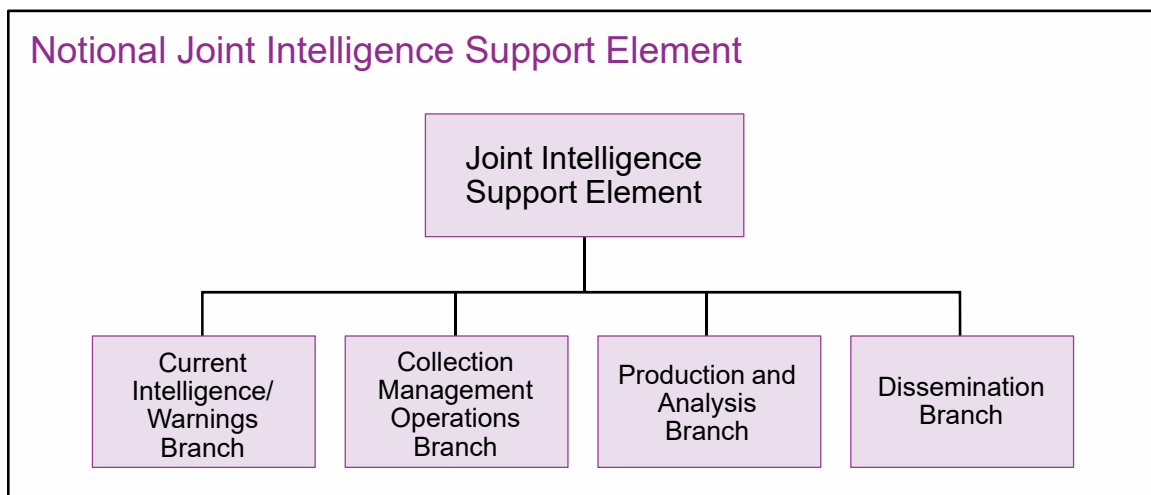 Notional Joint Intelligence Support Element
Joint Intelligence
Support Element
Current
Intelligence/
Warnings
Branch
Collection
Management
Operations
Branch
Production and
Analysis
Branch
Dissemination
Branch